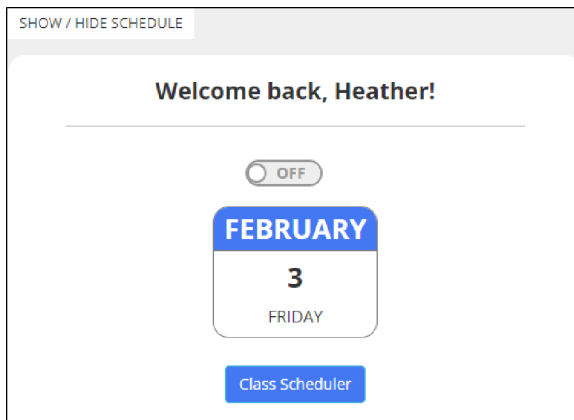 SHOW / HIDE SCHEDULE
Welcome back, Heather!
OFF
FEBRUARY
3
FRIDAY
Class Scheduler